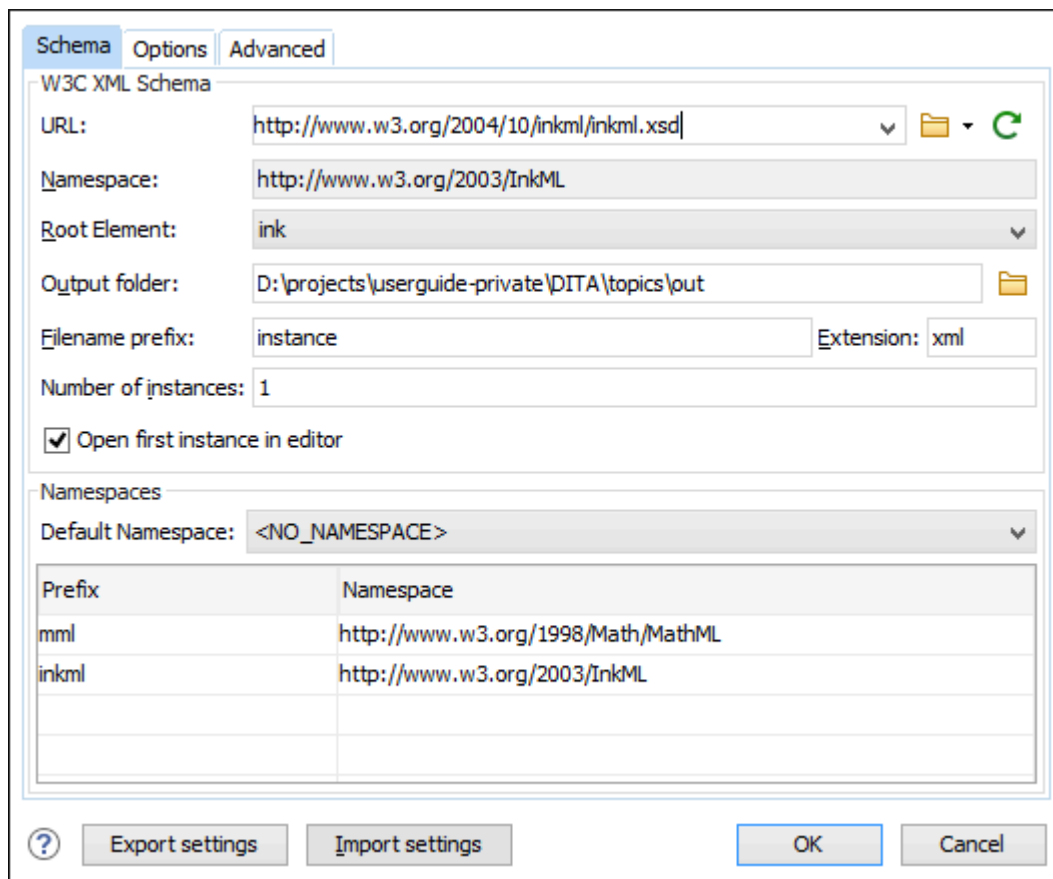 Schema Options Advanced
W3C XML Schema
URL: http://www.w3.org/2004/10/inkml/inkml.xsd
Namespace: http://www.w3.org/2003/InkML
Root Element: ink
Output folder: D:\projects\userguide-private\DITA\topics\out
Filename prefix: instance Extension: xml
Number of instances: 1
Open first instance in editor
Namespaces
Default Namespace: <NO_NAMESPACE>
Prefix Namespace
mml http://www.w3.org/1998/Math/MathML
inkml http://www.w3.org/2003/InkML
? Export settings Import settings OK Cancel